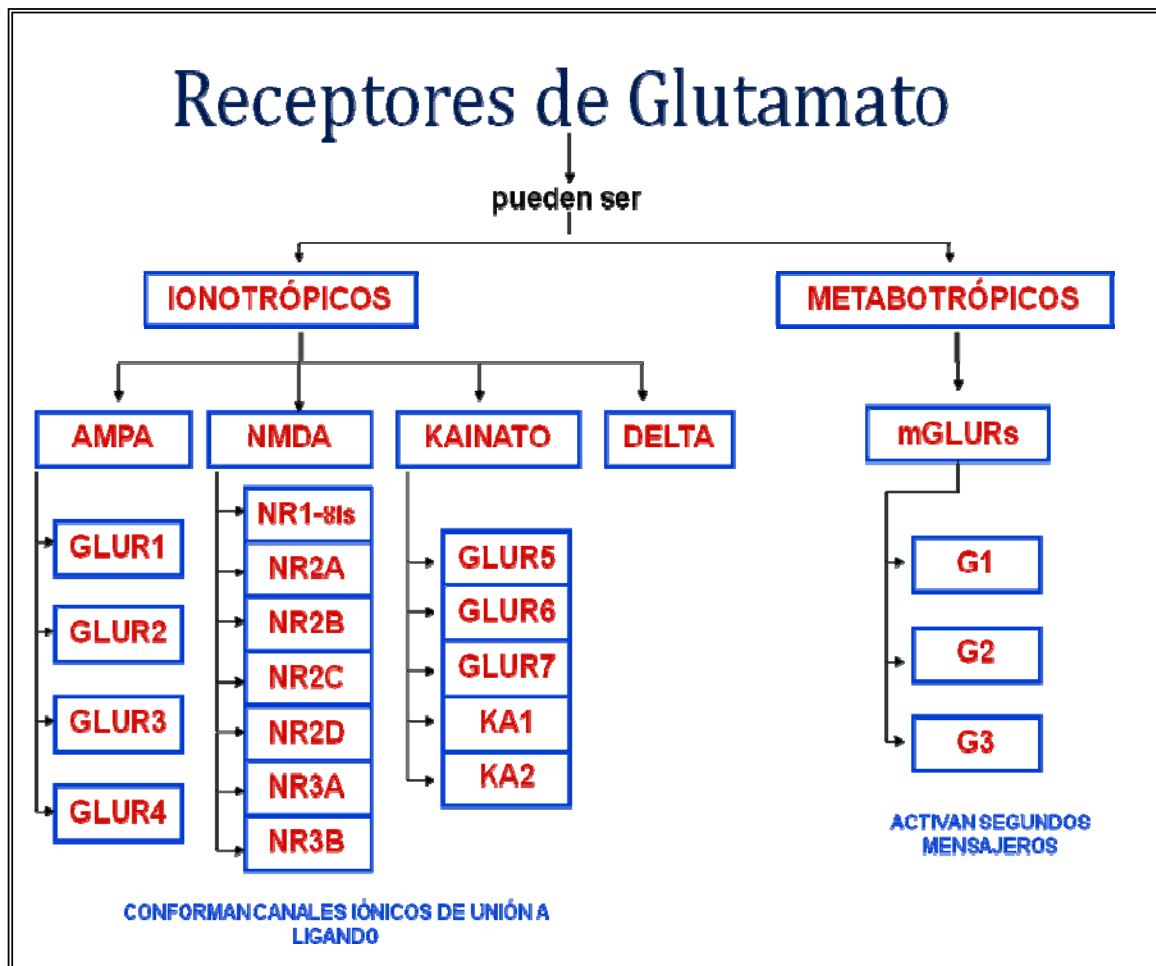 Receptores de Glutamato
pueden ser
IONOTRÓPICOS
METABOTRÓPICOS
AMPA
NMDA
KAINATO
DELTA
mGLURs
GLUR1
GLUR2
GLUR3
GLUR4
NR1-8Is
NR2A
NR2B
NR2C
NR2D
NR3A
NR3B
GLUR5
GLUR6
GLUR7
KA1
KA2
G1
G2
G3
CONFORMAN CANALES IÓNICOS DE UNIÓN A
LIGANDO
ACTIVAN SEGUNDOS
MENSAJEROS